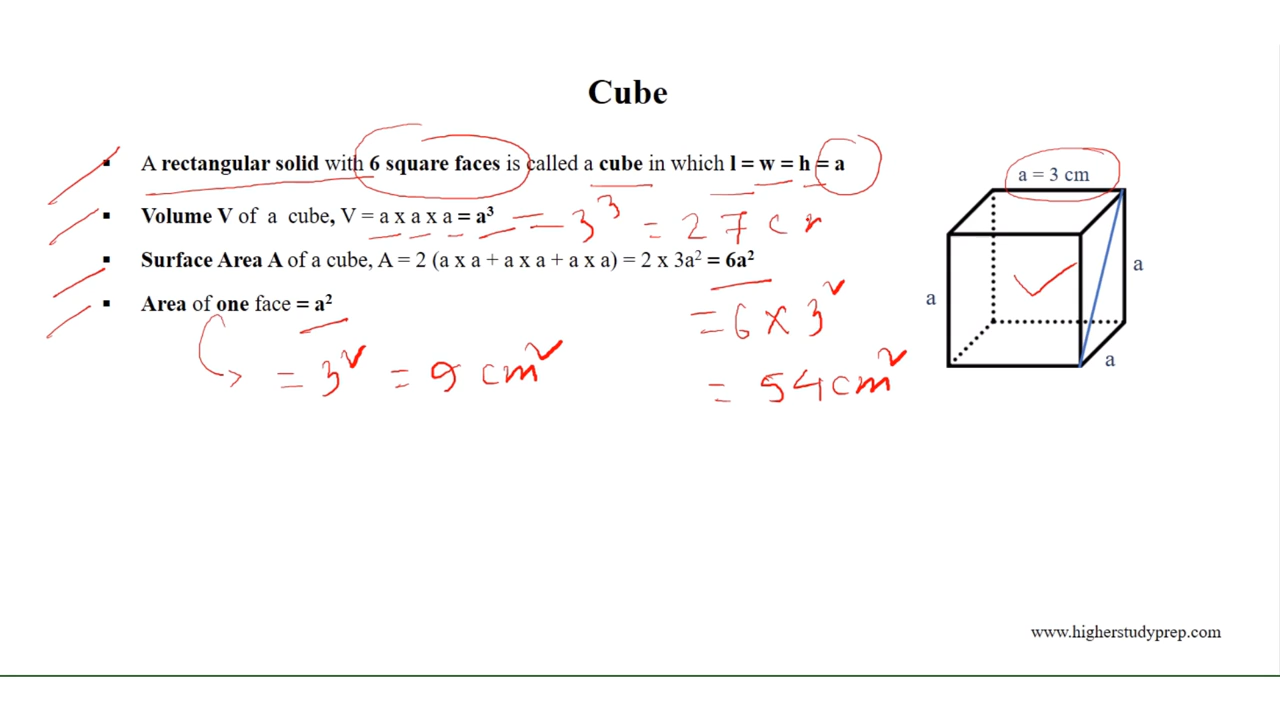 Cube
▪ A rectangular solid with 6 square faces is called a cube in which l = w = h = a
a = 3 cm
▪ Volume V of a cube, V = a x a x a = a³ = 3³ = 27 c
▪ Surface Area A of a cube, A = 2 (a x a + a x a + a x a) = 2 x 3a² = 6a²
a
a
▪ Area of one face = a²
= 6 x 3²
= 3² = 9 cm²
= 54 cm²
a
www.higherstudyprep.com